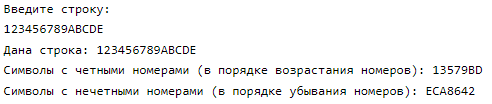 Введите строку:
123456789ABCDE
Дана строка: 123456789ABCDE
Символы с четными номерами (в порядке возрастания номеров): 13579BD
Символы с нечетными номерами (в порядке убывания номеров): ECA8642